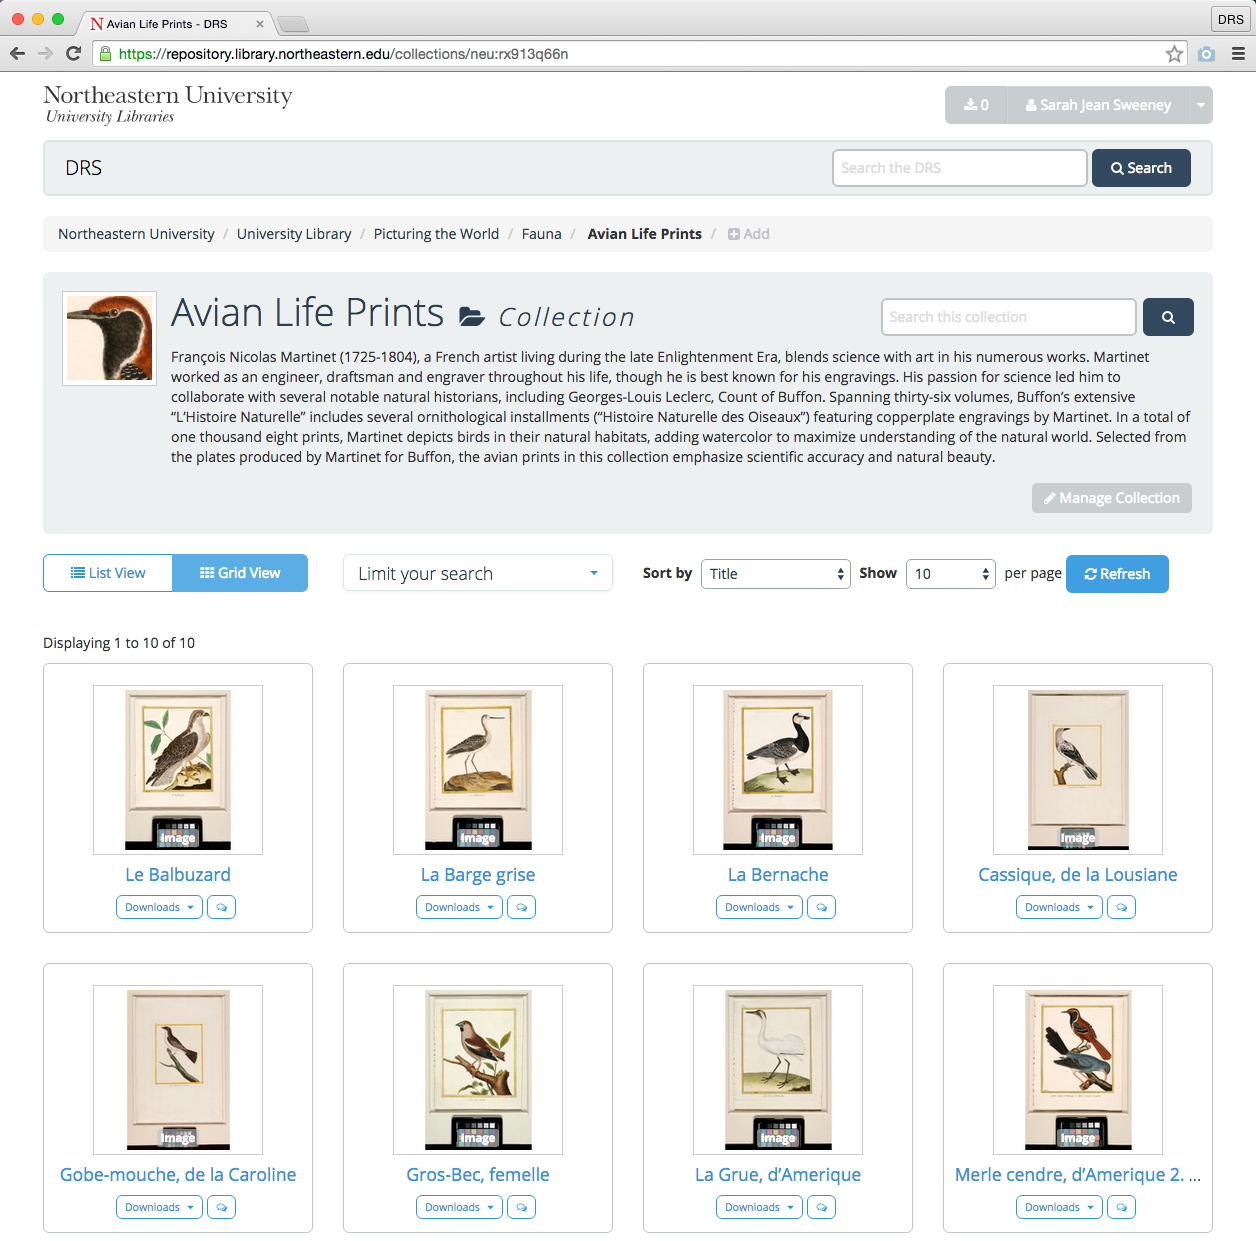 Avian Life Prints - DRS
DRS
https://repository.library.northeastern.edu/collections/neu:rx913q66n
Northeastern University
University Libraries
0
Sarah Jean Sweeney
DRS
Search the DRS
Search
Northeastern University / University Library / Picturing the World / Fauna / Avian Life Prints / Add
Avian Life Prints Collection
Search this collection
François Nicolas Martinet (1725-1804), a French artist living during the late Enlightenment Era, blends science with art in his numerous works. Martinet
worked as an engineer, draftsman and engraver throughout his life, though he is best known for his engravings. His passion for science led him to
collaborate with several notable natural historians, including Georges-Louis Leclerc, Count of Buffon. Spanning thirty-six volumes, Buffon’s extensive
“L’Histoire Naturelle” includes several ornithological installments (“Histoire Naturelle des Oiseaux”) featuring copperplate engravings by Martinet. In a total of
one thousand eight prints, Martinet depicts birds in their natural habitats, adding watercolor to maximize understanding of the natural world. Selected from
the plates produced by Martinet for Buffon, the avian prints in this collection emphasize scientific accuracy and natural beauty.
Manage Collection
List View
Grid View
Limit your search
Sort by Title Show 10 per page Refresh
Displaying 1 to 10 of 10
Image
Image
Image
Image
Le Balbuzard
La Barge grise
La Bernache
Cassique, de la Lousiane
Downloads
Downloads
Downloads
Downloads
Image
Image
Image
Image
Gobe-mouche, de la Caroline
Gros-Bec, femelle
La Grue, d’Amerique
Merle cendre, d’Amerique 2. ...
Downloads
Downloads
Downloads
Downloads